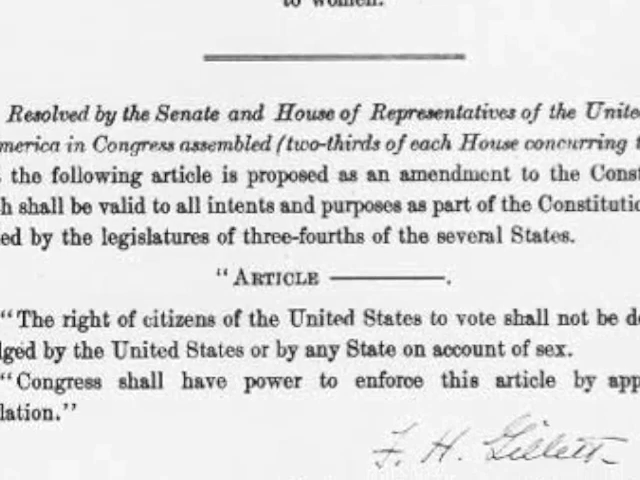 to women.
Resolved by the Senate and House of Representatives of the Unite
merica in Congress assembled (two-thirds of each House concurring t
the following article is proposed as an amendment to the Const
h shall be valid to all intents and purposes as part of the Constitutio
ed by the legislatures of three-fourths of the several States.
"ARTICLE ———.
"The right of citizens of the United States to vote shall not be de
lged by the United States or by any State on account of sex.
"Congress shall have power to enforce this article by app
lation."
F. H. Gillett